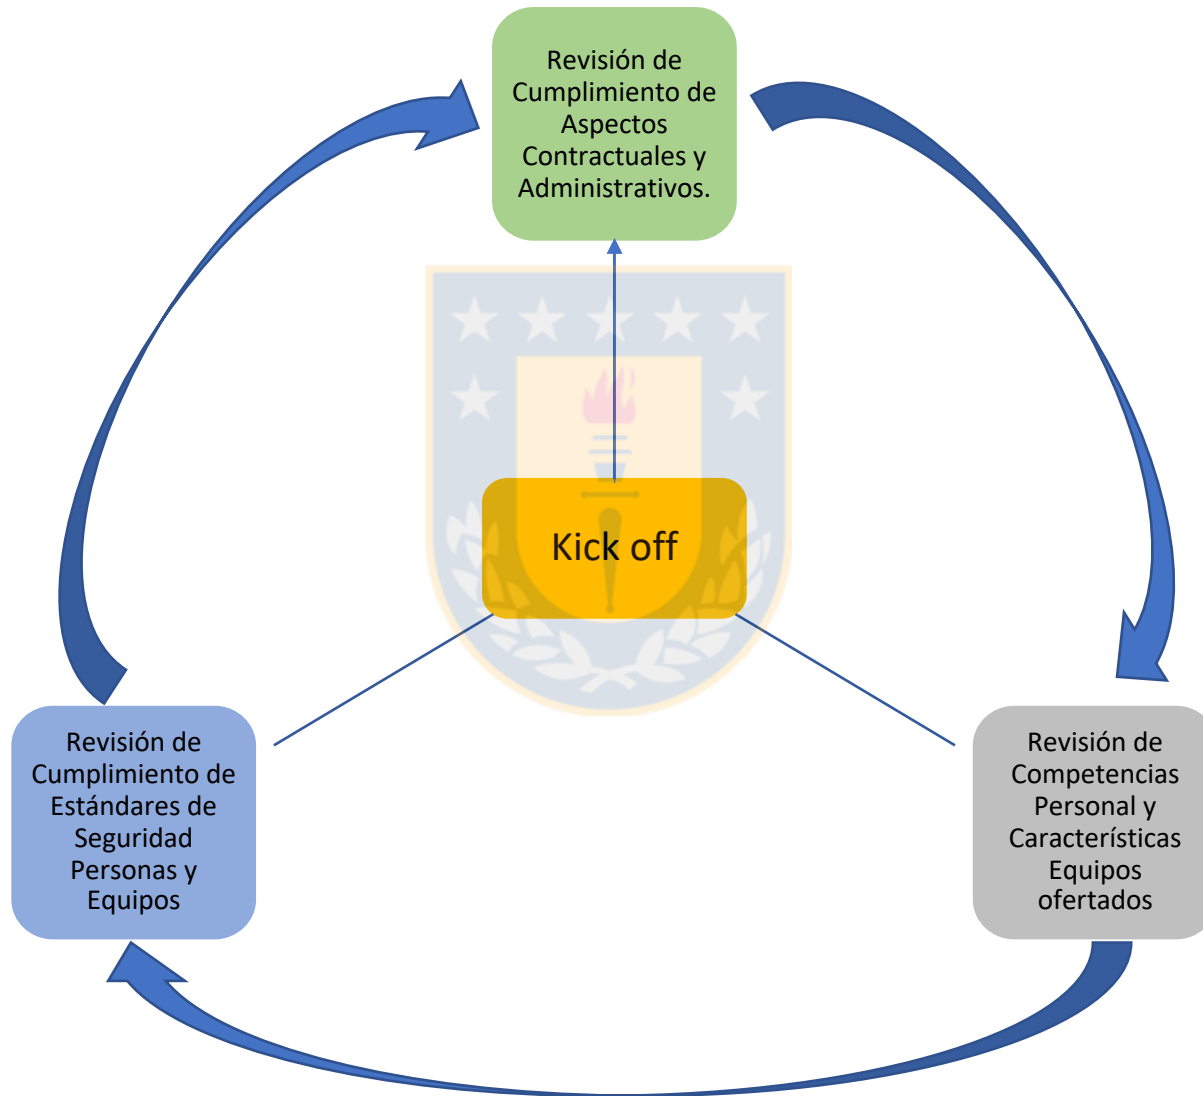 Revisión de
Cumplimiento de
Aspectos
Contractuales y
Administrativos.
Kick off
Revisión de
Cumplimiento de
Estándares de
Seguridad
Personas y
Equipos
Revisión de
Competencias
Personal y
Característícas
Equipos
ofertados